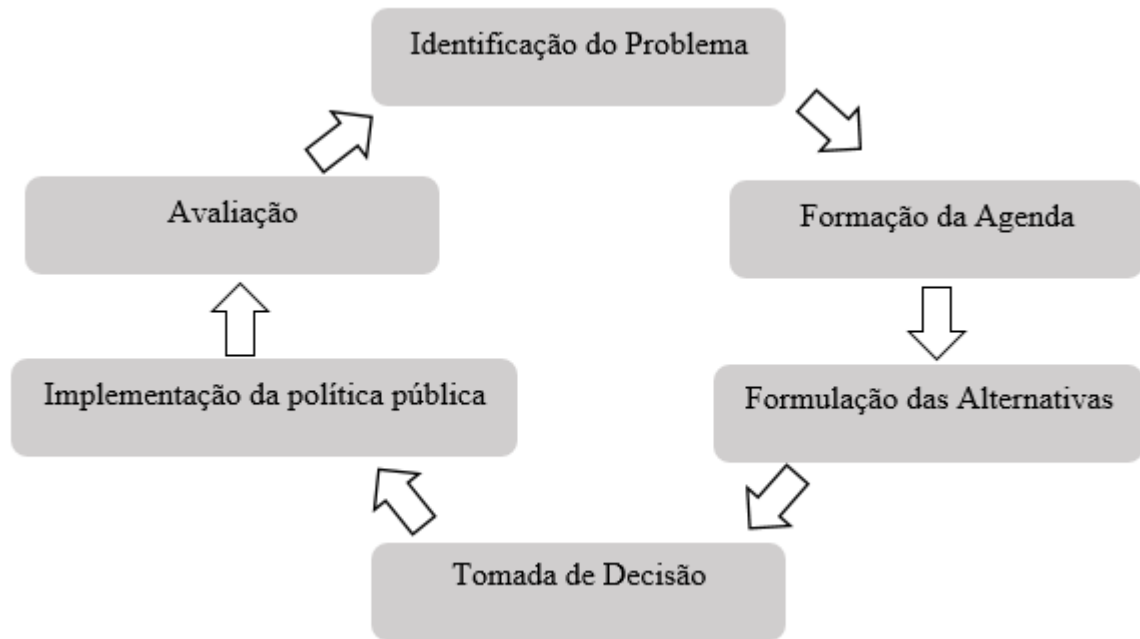 Identificação do Problema
Formação da Agenda
Formulação das Alternativas
Tomada de Decisão
Implementação da política pública
Avaliação